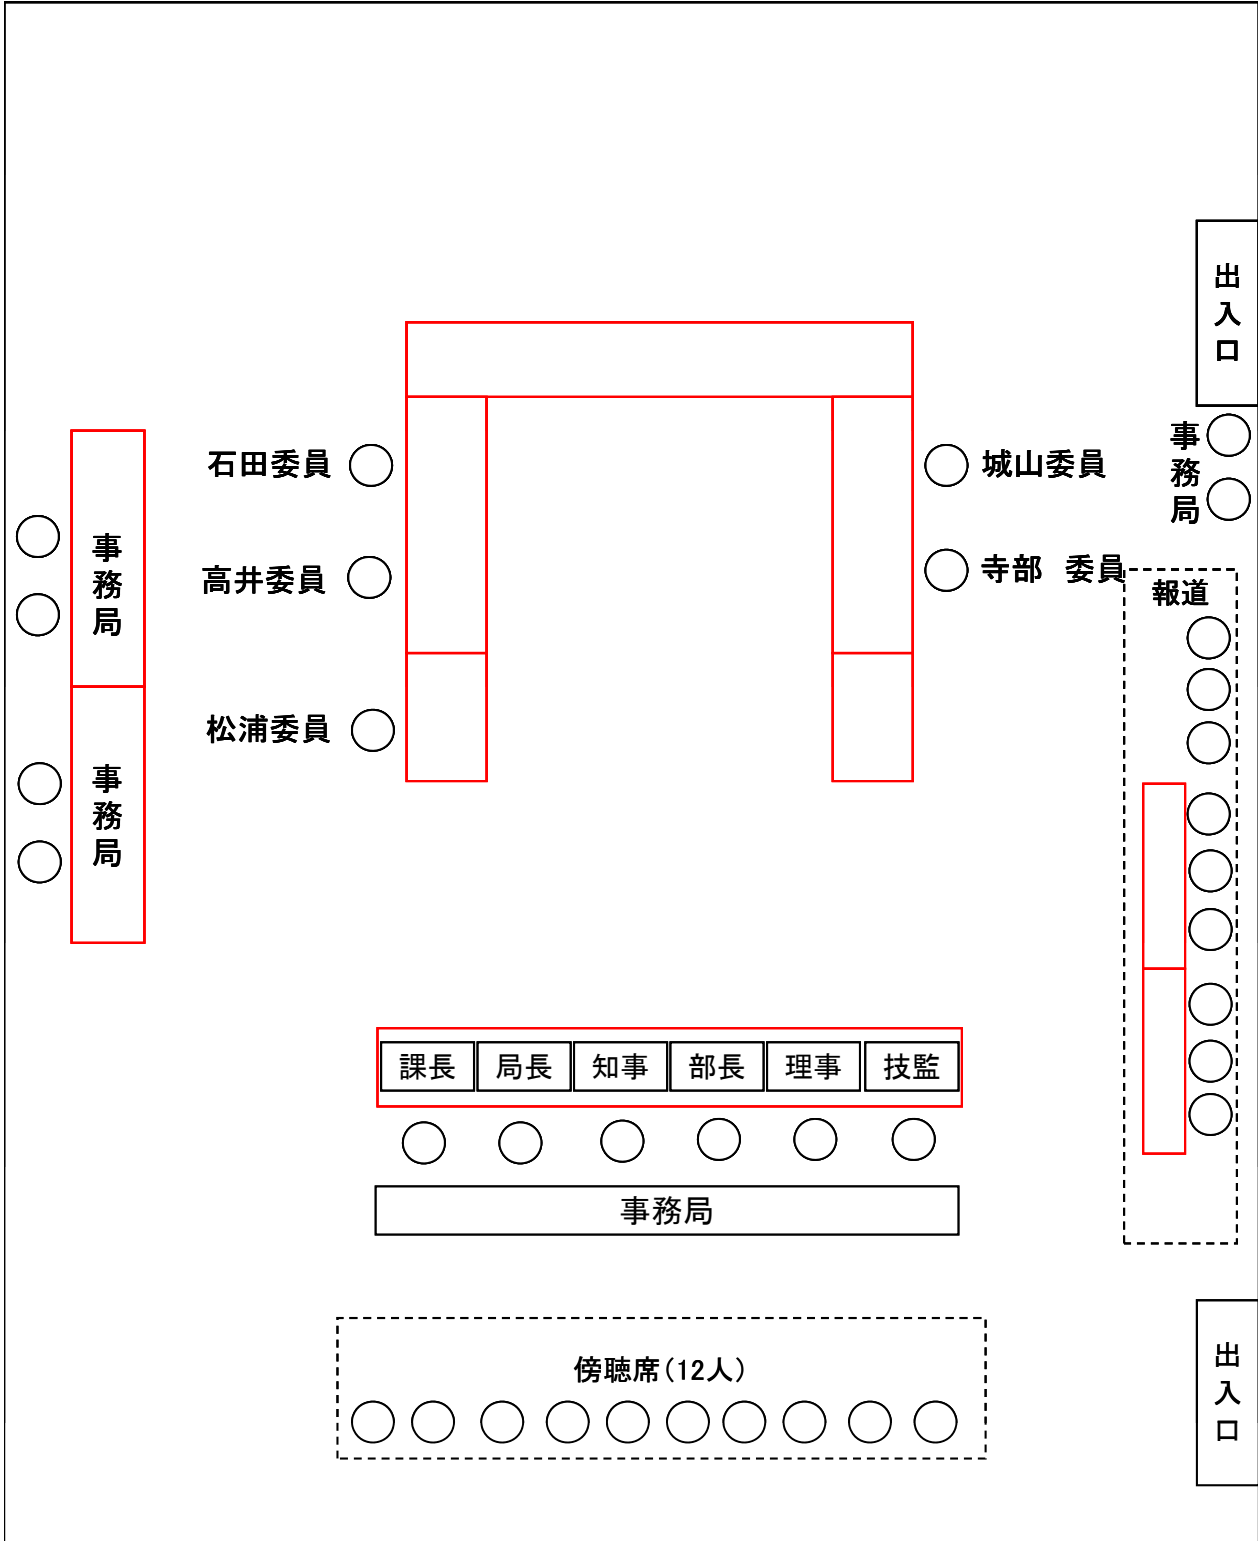 出入口
石田委員
城山委員
事務局
高井委員
寺部　委員
事務局
報道
松浦委員
事務局
課長
局長
知事
部長
理事
技監
事務局
傍聴席(12人)
出入口